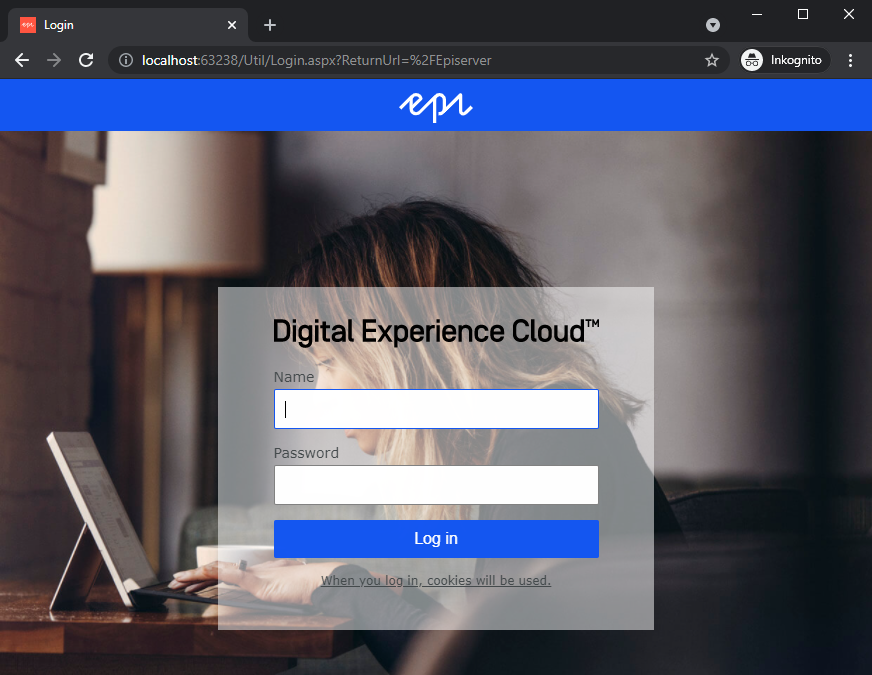 epi
Login
localhost:63238/Util/Login.aspx?ReturnUrl=%2FEpiserver
Inkognito
epi
Digital Experience Cloud™
Name
Password
Log in
When you log in, cookies will be used.